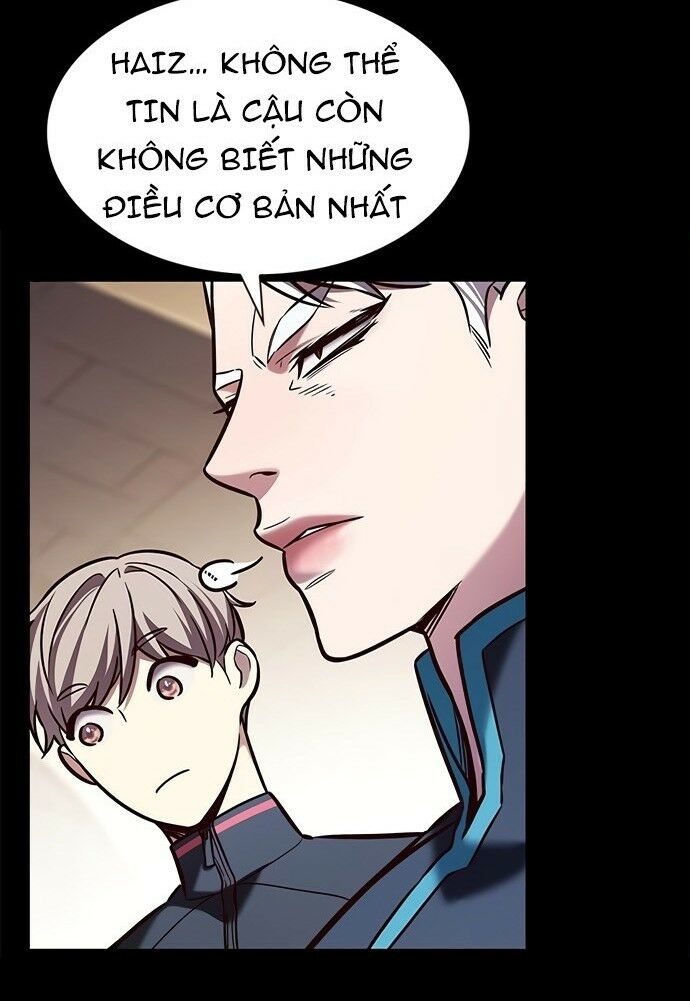 HAIZ... KHÔNG THỂ
TIN LÀ CẬU CÒN
KHÔNG BIẾT NHỮNG
ĐIỀU CƠ BẢN NHẤT
....